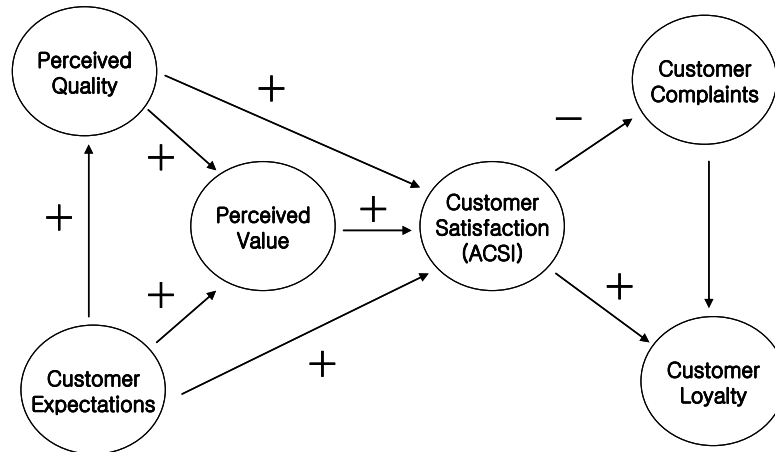 Perceived
Quality
+
+
+
Perceived
Value
+
+
Customer
Expectations
+
Customer
Satisfaction
(ACSI)
−
+
Customer
Complaints
Customer
Loyalty